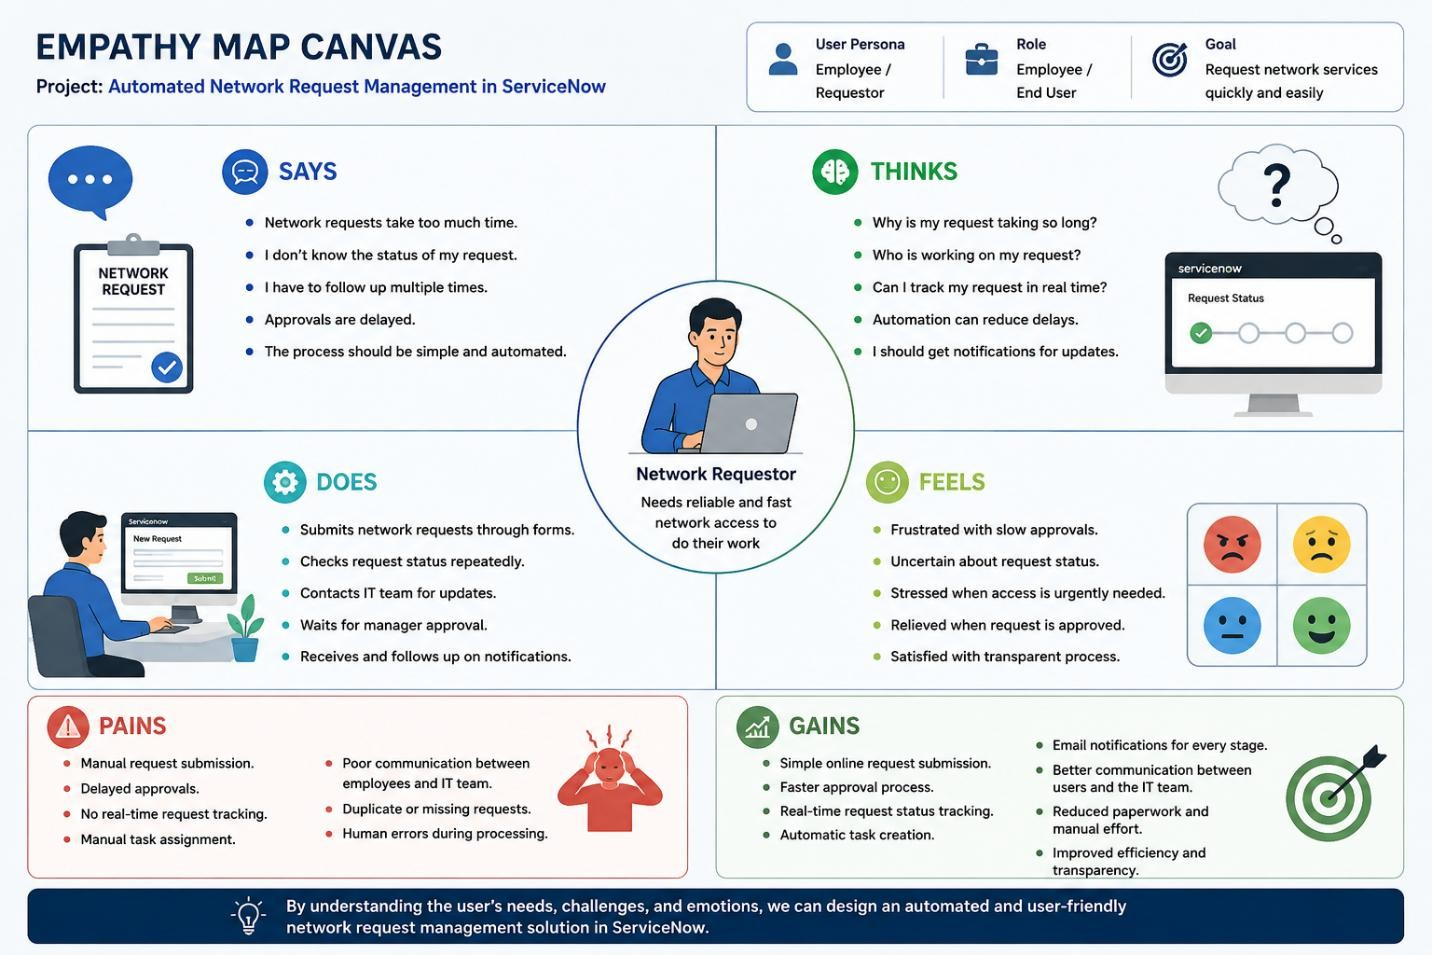 EMPATHY MAP CANVAS
Project: Automated Network Request Management in ServiceNow
User Persona
Employee /
Requestor
Role
Employee /
End User
Goal
Request network services
quickly and easily
SAYS
NETWORK
REQUEST
Network requests take too much time.
I don't know the status of my request.
I have to follow up multiple times.
Approvals are delayed.
The process should be simple and automated.
THINKS
Why is my request taking so long?
Who is working on my request?
Can I track my request in real time?
Automation can reduce delays.
I should get notifications for updates.
?
servicenow
Request Status
Network Requestor
Needs reliable and fast
network access to
do their work
DOES
Servicenow
New Request
Submit
Submits network requests through forms.
Checks request status repeatedly.
Contacts IT team for updates.
Waits for manager approval.
Receives and follows up on notifications.
FEELS
Frustrated with slow approvals.
Uncertain about request status.
Stressed when access is urgently needed.
Relieved when request is approved.
Satisfied with transparent process.
PAINS
Manual request submission.
Delayed approvals.
No real-time request tracking.
Manual task assignment.
Poor communication between
employees and IT team.
Duplicate or missing requests.
Human errors during processing.
GAINS
Simple online request submission.
Faster approval process.
Real-time request status tracking.
Automatic task creation.
Email notifications for every stage.
Better communication between
users and the IT team.
Reduced paperwork and
manual effort.
Improved efficiency and
transparency.
By understanding the user's needs, challenges, and emotions, we can design an automated and user-friendly
network request management solution in ServiceNow.